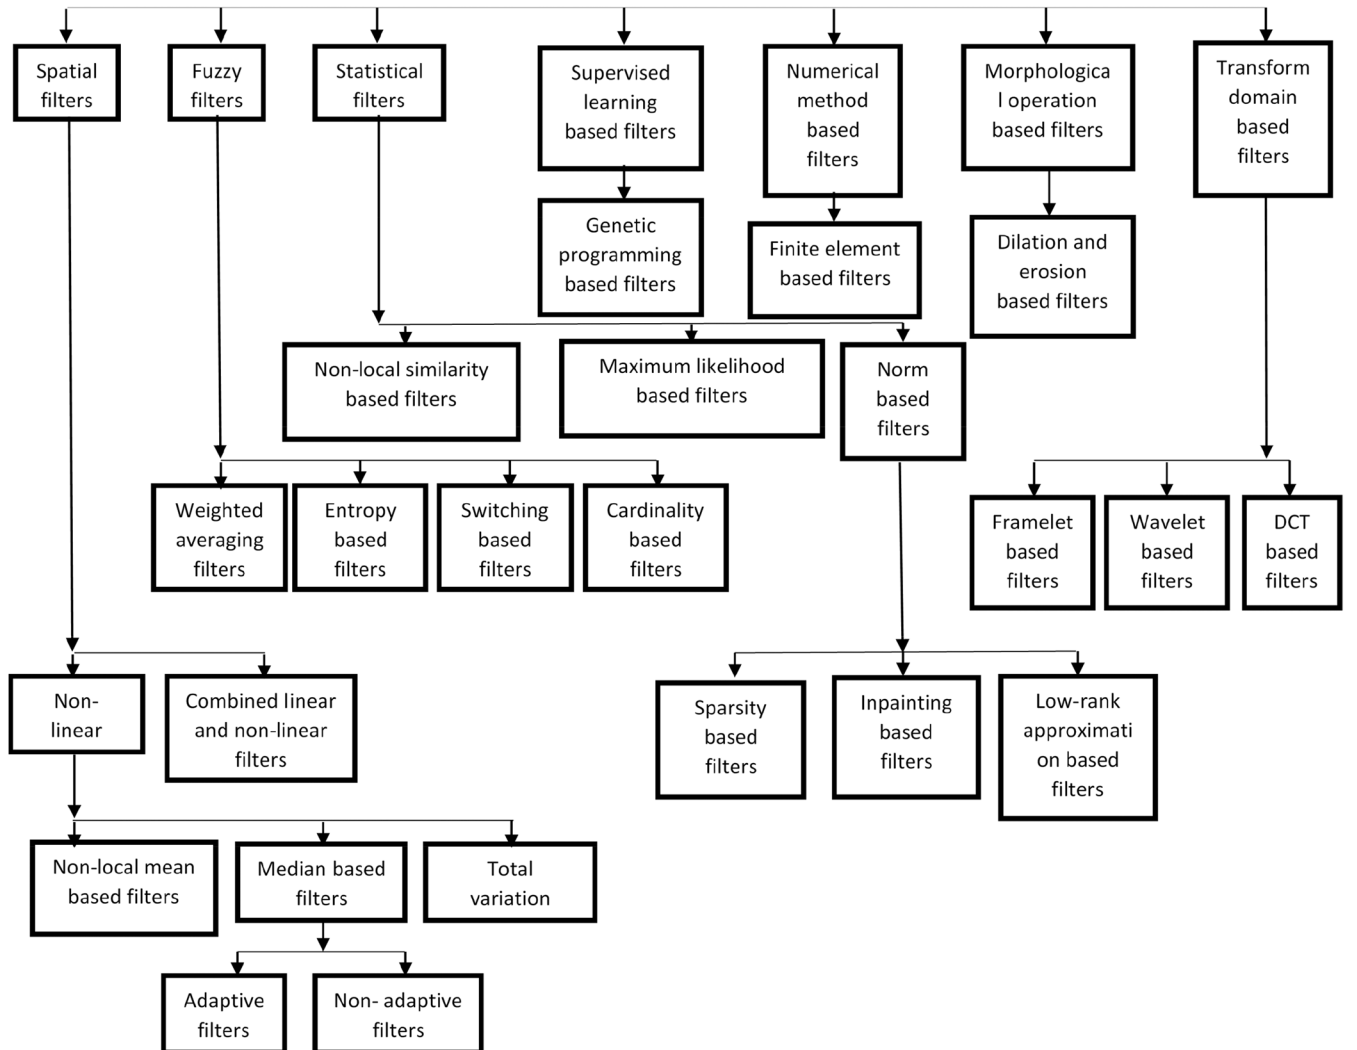 Spatial
filters
Fuzzy
filters
Statistical
filters
Supervised
learning
based filters
Numerical
method
based
filters
Morphologica
l operation
based filters
Transform
domain
based
filters
Genetic
programming
based filters
Finite element
based filters
Dilation and
erosion
based filters
Non-local similarity
based filters
Maximum likelihood
based filters
Norm
based
filters
Weighted
averaging
filters
Entropy
based
filters
Switching
based
filters
Cardinality
based
filters
Framelet
based
filters
Wavelet
based
filters
DCT
based
filters
Non-
linear
Combined linear
and non-linear
filters
Sparsity
based
filters
Inpainting
based
filters
Low-rank
approximati
on based
filters
Non-local mean
based filters
Median based
filters
Total
variation
Adaptive
filters
Non- adaptive
filters